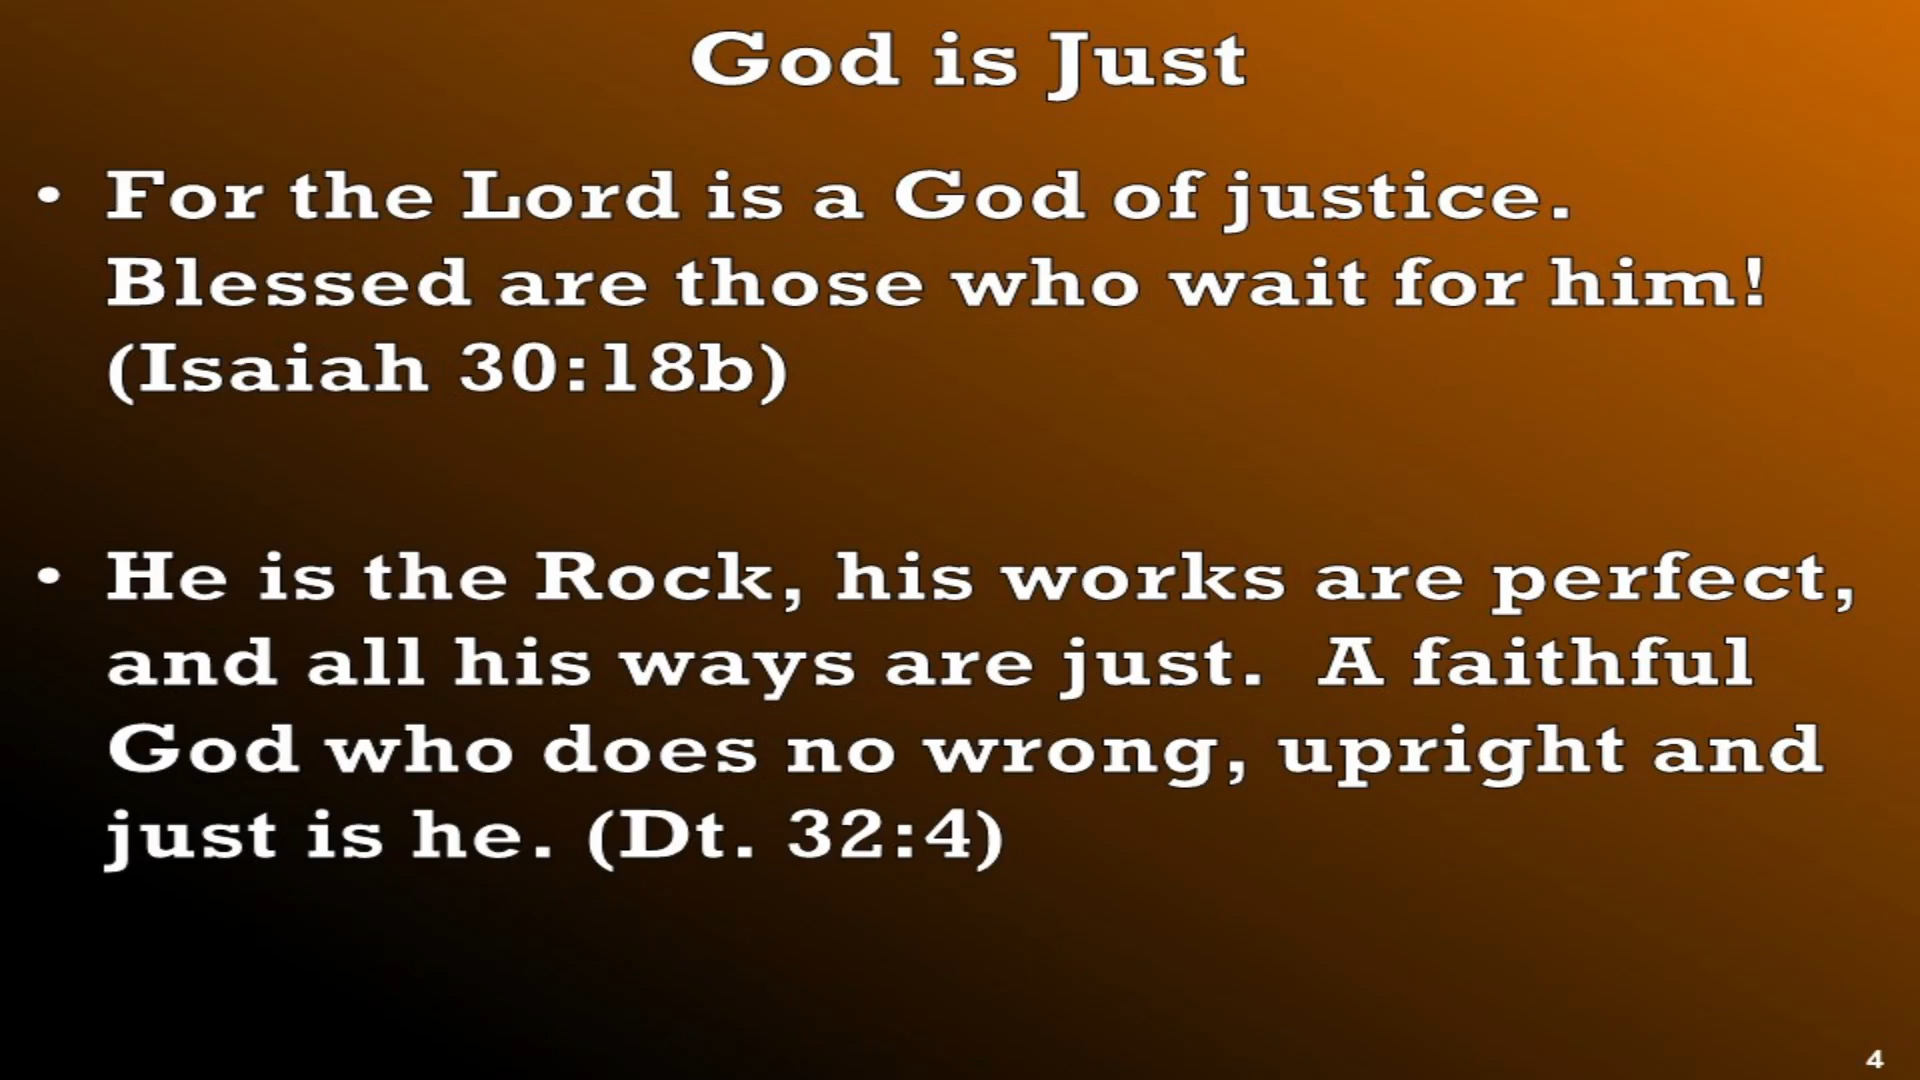 God is Just
• For the Lord is a God of justice.
Blessed are those who wait for him!
(Isaiah 30:18b)
• He is the Rock, his works are perfect,
and all his ways are just.  A faithful
God who does no wrong, upright and
just is he. (Dt. 32:4)
4